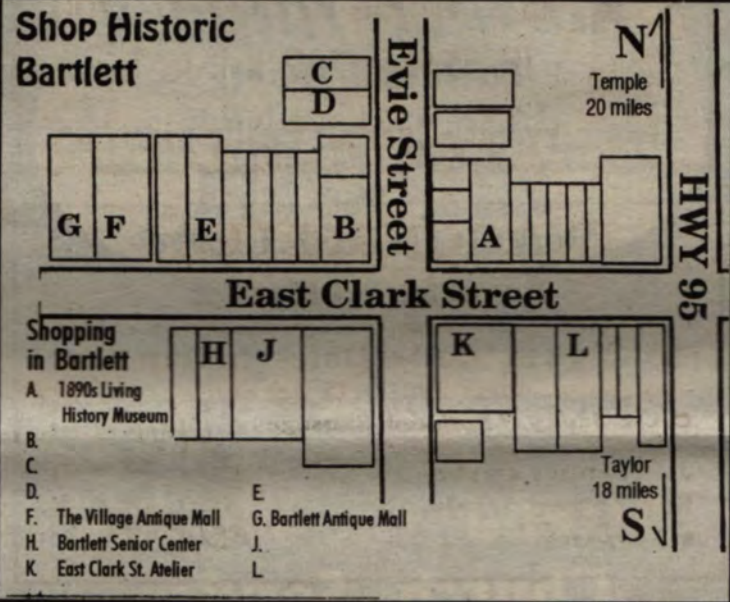 Shop Historic
Bartlett
C
D
Evie Street
N
Temple
20 miles
G F E B
A
HWY 95
East Clark Street
Shopping
in Bartlett
A. 1890s Living
History Museum
B.
C.
D. E.
F. The Village Antique Mall G. Bartlett Antique Mall
H. Bartlett Senior Center J.
K. East Clark St. Atelier L.
H J
K L
Taylor
18 miles
S